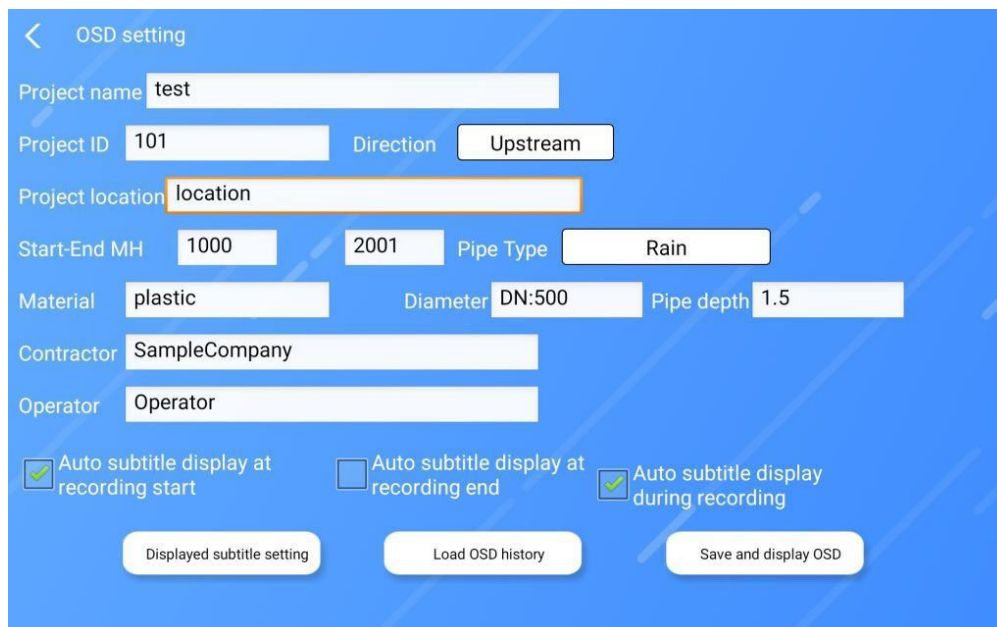 OSD setting
Project name test
Project ID 101 Direction Upstream
Project location location
Start-End MH 1000 2001 Pipe Type Rain
Material plastic Diameter DN:500 Pipe depth 1.5
Contractor SampleCompany
Operator Operator
Auto subtitle display at
recording start
Auto subtitle display at
recording end
Auto subtitle display
during recording
Displayed subtitle setting Load OSD history Save and display OSD